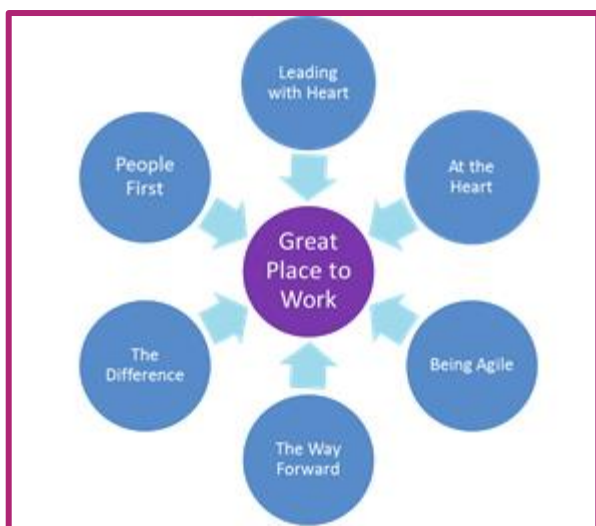 Leading
with Heart
People
First
At the
Heart
Great
Place to
Work
The
Difference
Being Agile
The Way
Forward